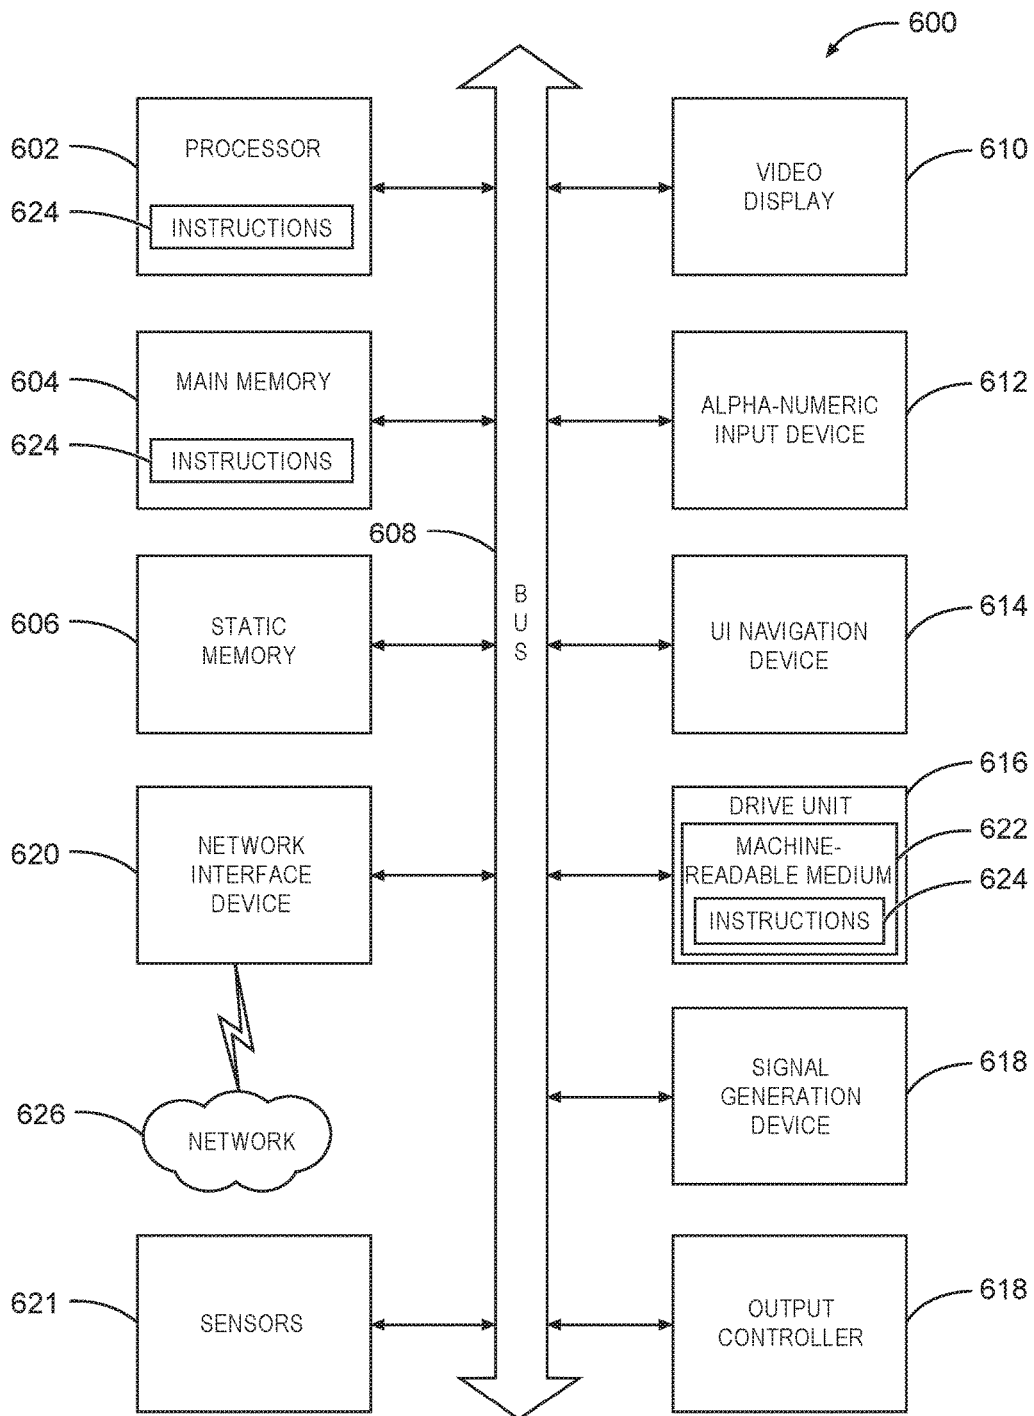 600
602
PROCESSOR
624
INSTRUCTIONS
610
VIDEO
DISPLAY
604
MAIN MEMORY
624
INSTRUCTIONS
612
ALPHA-NUMERIC
INPUT DEVICE
608
BUS
606
STATIC
MEMORY
614
UI NAVIGATION
DEVICE
620
NETWORK
INTERFACE
DEVICE
616
DRIVE UNIT
622
MACHINE-
READABLE MEDIUM
624
INSTRUCTIONS
626
NETWORK
618
SIGNAL
GENERATION
DEVICE
621
SENSORS
618
OUTPUT
CONTROLLER